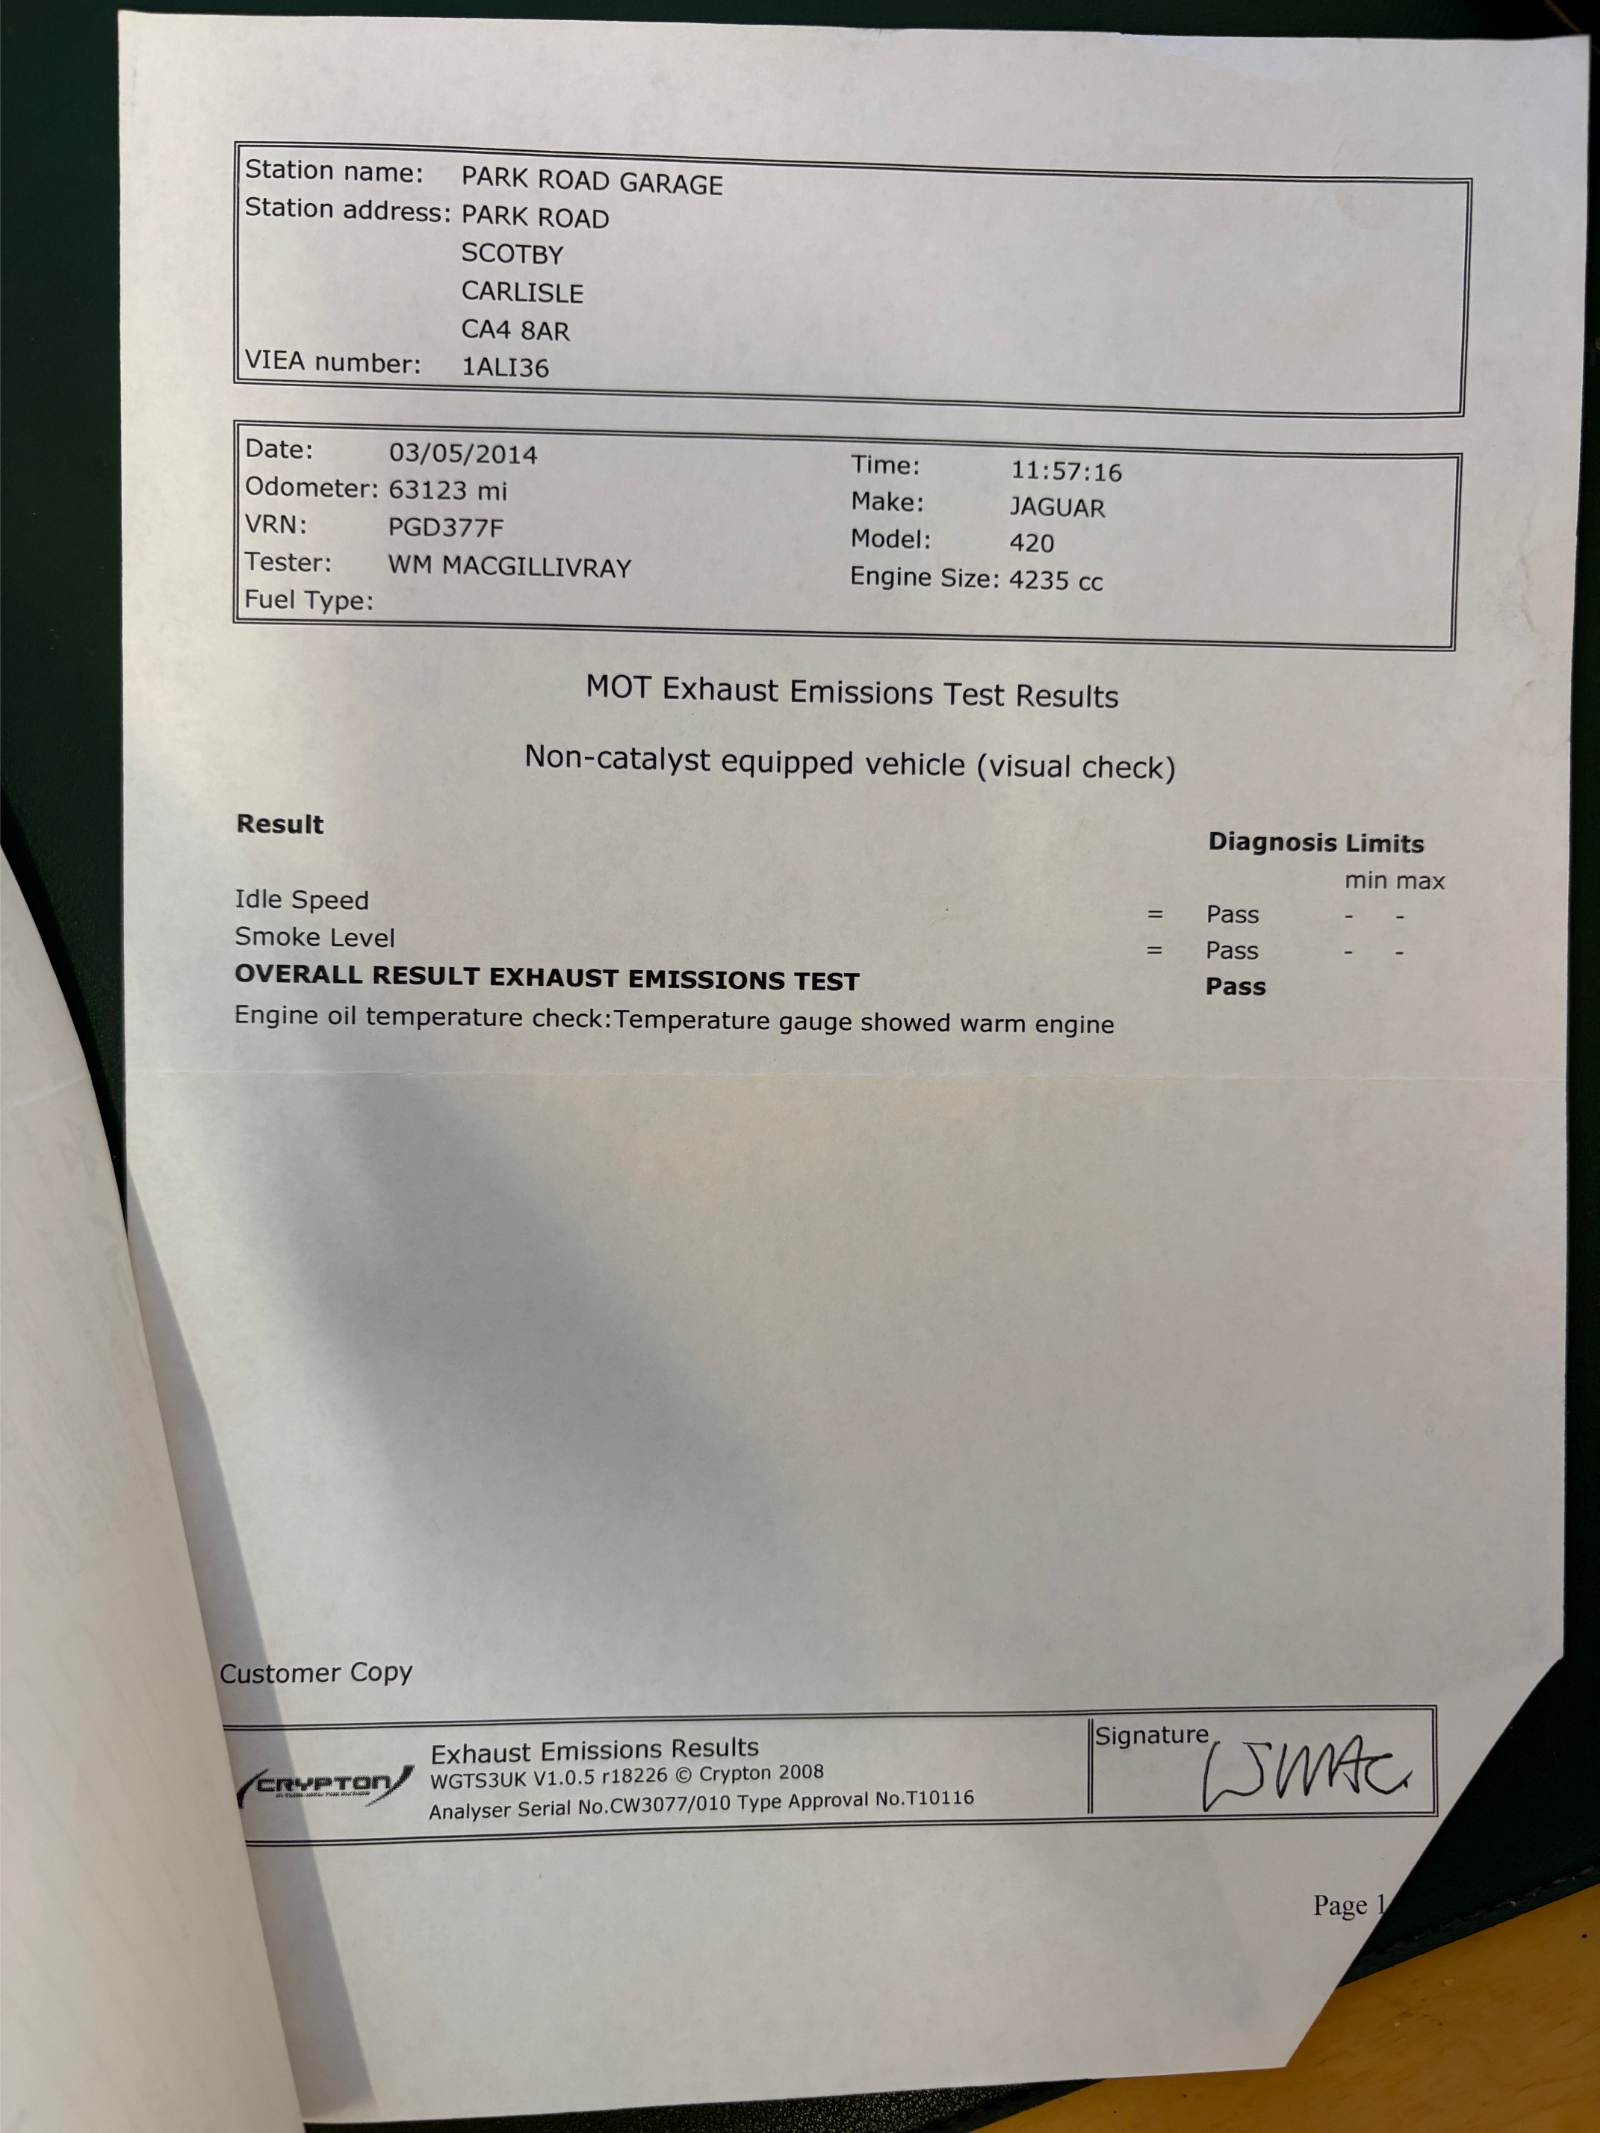 Station name: PARK ROAD GARAGE
Station address: PARK ROAD
SCOTBY
CARLISLE
CA4 8AR
VIEA number: 1ALI36
Date: 03/05/2014 Time: 11:57:16
Odometer: 63123 mi Make: JAGUAR
VRN: PGD377F Model: 420
Tester: WM MACGILLIVRAY Engine Size: 4235 cc
Fuel Type:
MOT Exhaust Emissions Test Results
Non-catalyst equipped vehicle (visual check)
Result Diagnosis Limits
min max
Idle Speed = Pass - -
Smoke Level = Pass - -
OVERALL RESULT EXHAUST EMISSIONS TEST Pass
Engine oil temperature check:Temperature gauge showed warm engine
Customer Copy
CRYPTON
Exhaust Emissions Results
WGTS3UK V1.0.5 r18226 © Crypton 2008
Analyser Serial No.CW3077/010 Type Approval No.T10116
Signature
Page 1